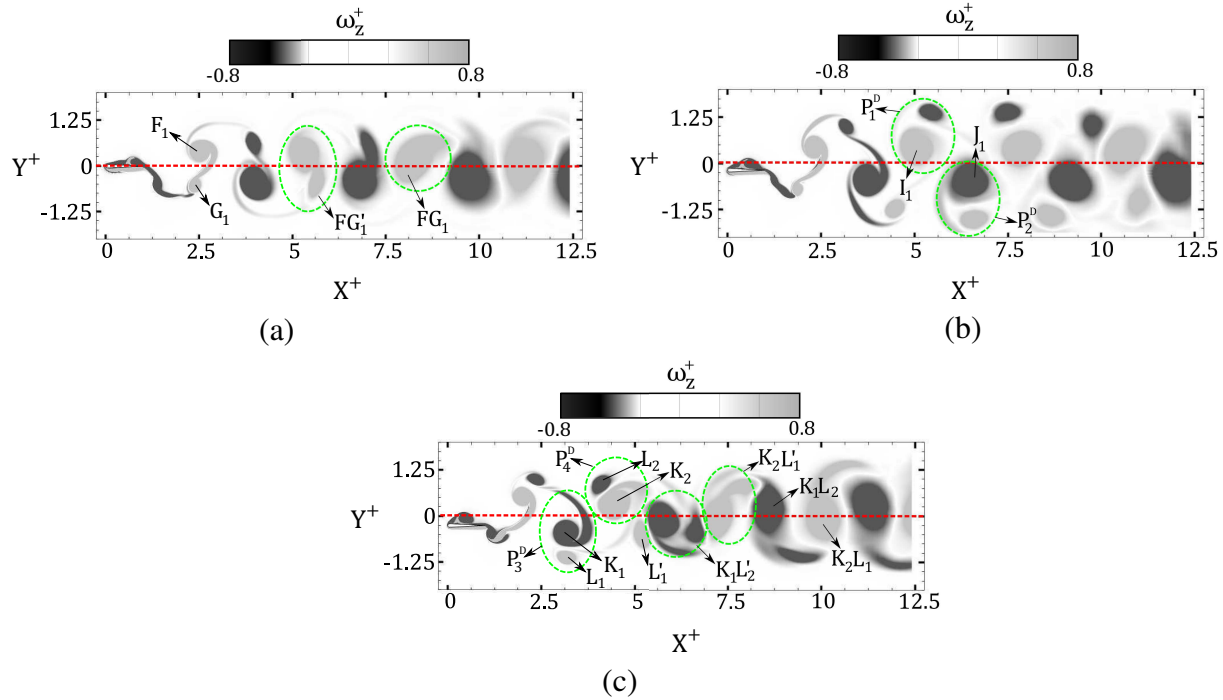 ω_z^+
-0.8 0.8
F_1
1.25
Y^+ 0
-1.25
G_1 FG'_1 FG_1
0 2.5 5 7.5 10 12.5
X^+
(a)
ω_z^+
-0.8 0.8
P_1^D
1.25 J_1
Y^+ 0
-1.25 I_1 P_2^D
0 2.5 5 7.5 10 12.5
X^+
(b)
ω_z^+
-0.8 0.8
P_4^D L_2 K_2 K_2L'_1
1.25 K_1L_2
Y^+ 0
-1.25
P_3^D L_1 K_1 L'_1 K_1L'_2 K_2L_1
0 2.5 5 7.5 10 12.5
X^+
(c)